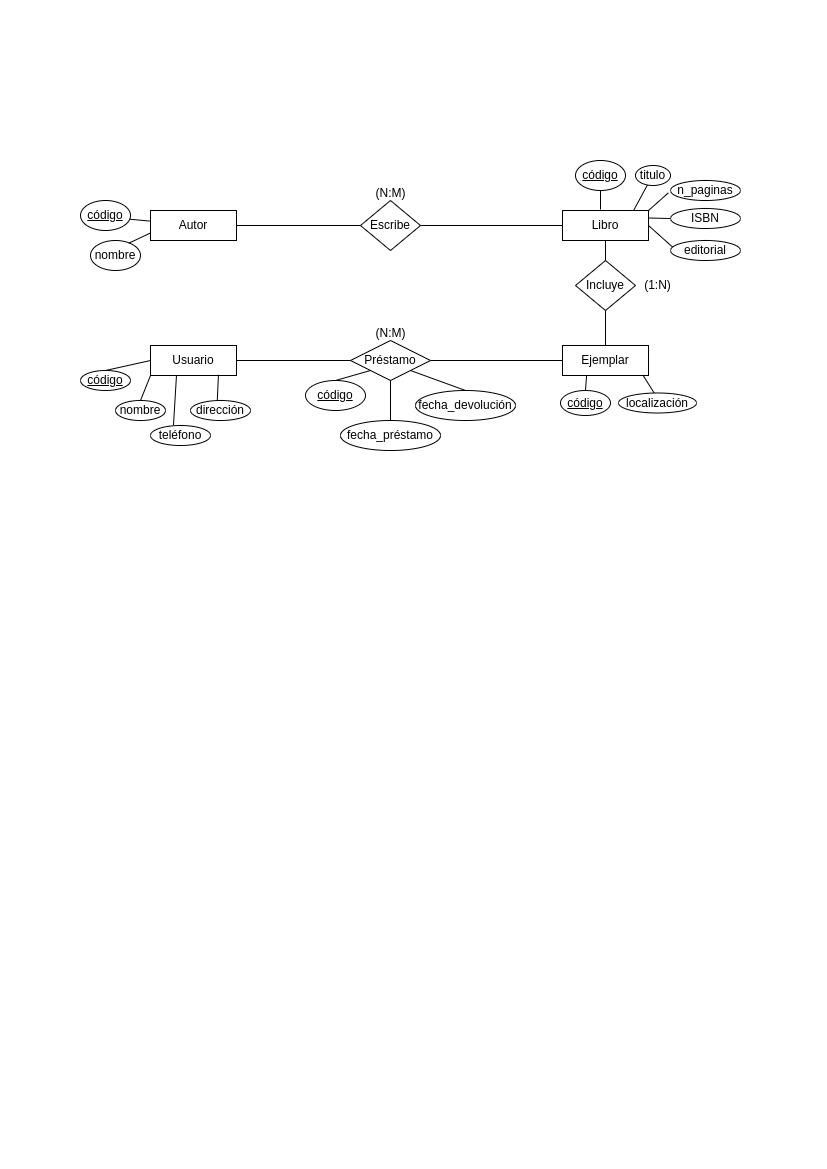 código
titulo
n_paginas
(N:M)
código
Autor
Escribe
Libro
ISBN
nombre
editorial
Incluye
(1:N)
(N:M)
Usuario
Préstamo
Ejemplar
código
código
fecha_devolución
código
localización
nombre
dirección
teléfono
fecha_préstamo